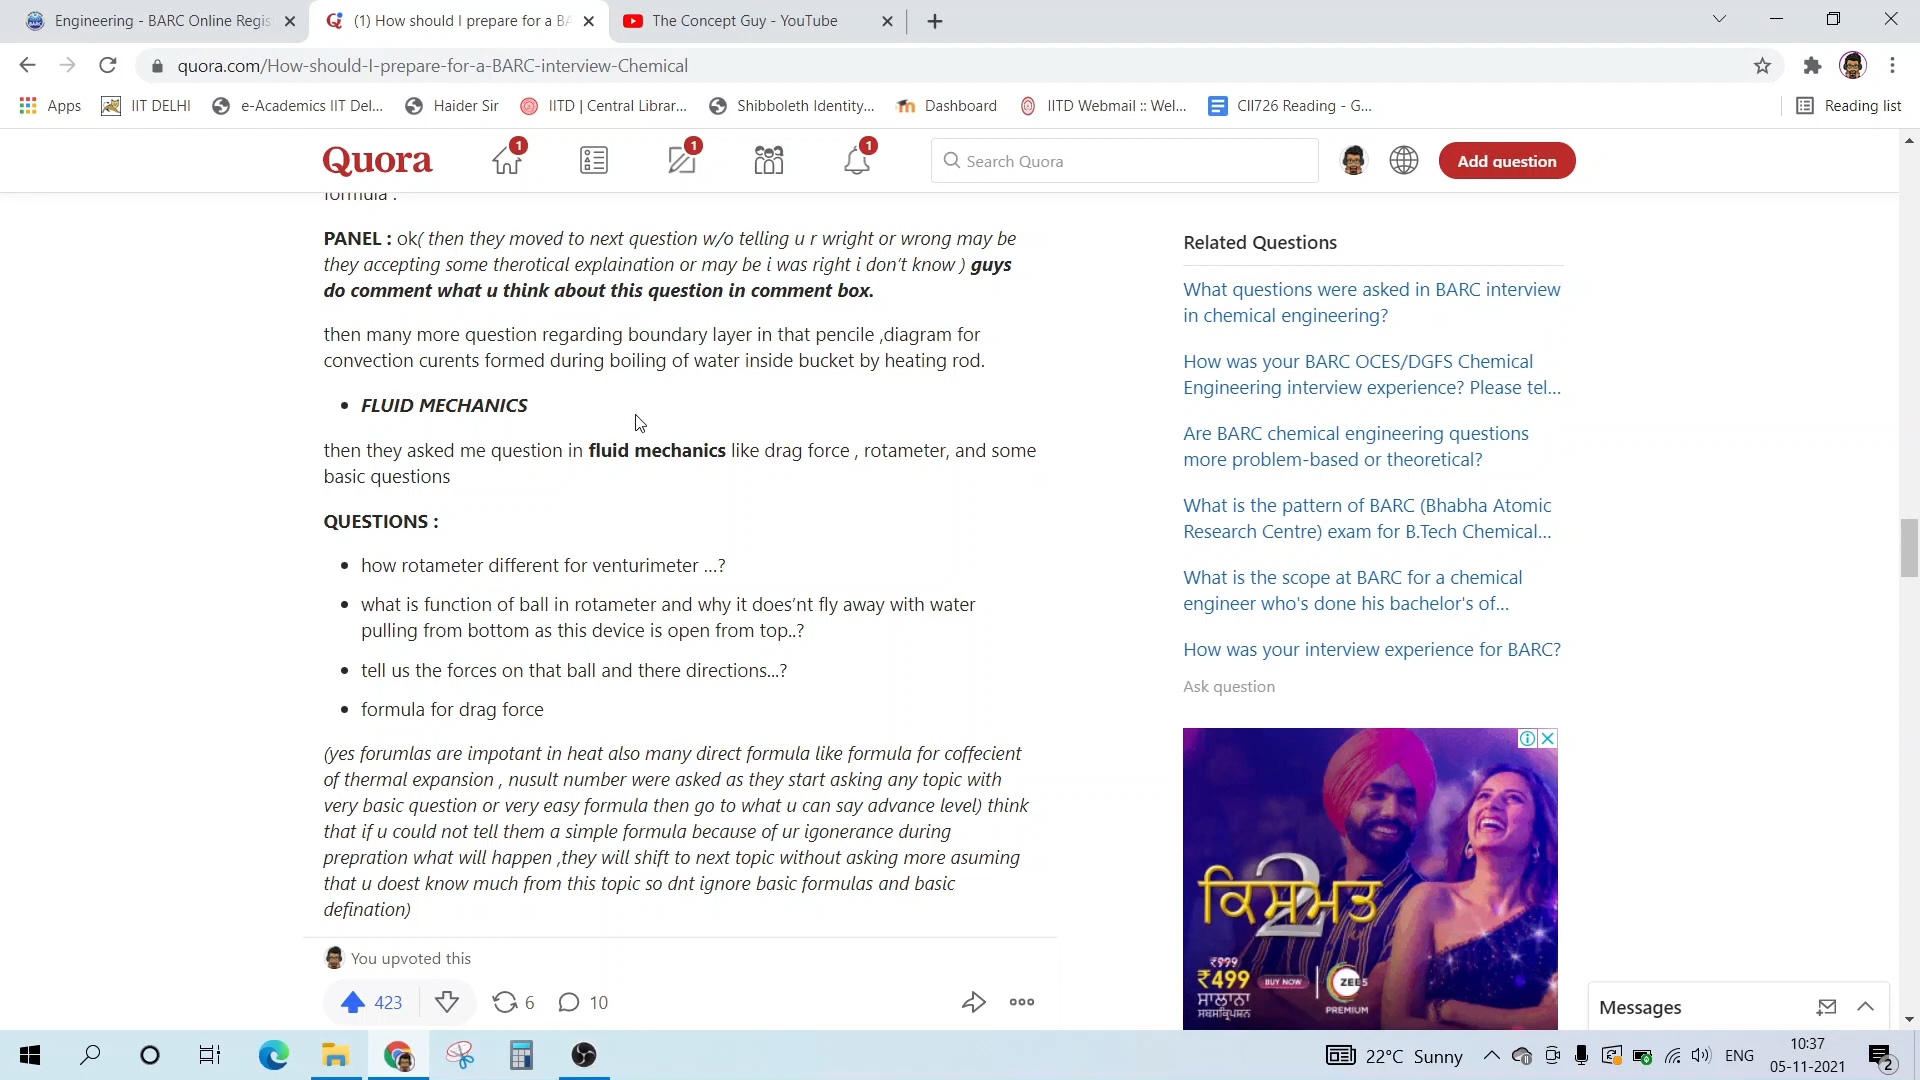 Engineering - BARC Online Regis
(1) How should I prepare for a BA
The Concept Guy - YouTube
quora.com/How-should-I-prepare-for-a-BARC-interview-Chemical
Apps
IIT DELHI
e-Academics IIT Del...
Haider Sir
IITD | Central Librar...
Shibboleth Identity...
Dashboard
IITD Webmail :: Wel...
CII726 Reading - G...
Reading list
Quora
1
1
1
Search Quora
Add question
formula .
PANEL : ok( then they moved to next question w/o telling u r wright or wrong may be
they accepting some therotical explaination or may be i was right i don't know ) guys
do comment what u think about this question in comment box.
then many more question regarding boundary layer in that pencile ,diagram for
convection curents formed during boiling of water inside bucket by heating rod.
• FLUID MECHANICS
then they asked me question in fluid mechanics like drag force , rotameter, and some
basic questions
QUESTIONS :
• how rotameter different for venturimeter ...?
• what is function of ball in rotameter and why it does'nt fly away with water
pulling from bottom as this device is open from top..?
• tell us the forces on that ball and there directions...?
• formula for drag force
(yes forumlas are impotant in heat also many direct formula like formula for coffecient
of thermal expansion , nusult number were asked as they start asking any topic with
very basic question or very easy formula then go to what u can say advance level) think
that if u could not tell them a simple formula because of ur igonerance during
prepration what will happen ,they will shift to next topic without asking more asuming
that u doest know much from this topic so dnt ignore basic formulas and basic
defination)
You upvoted this
423
6
10
Related Questions
What questions were asked in BARC interview
in chemical engineering?
How was your BARC OCES/DGFS Chemical
Engineering interview experience? Please tel...
Are BARC chemical engineering questions
more problem-based or theoretical?
What is the pattern of BARC (Bhabha Atomic
Research Centre) exam for B.Tech Chemical...
What is the scope at BARC for a chemical
engineer who's done his bachelor's of...
How was your interview experience for BARC?
Ask question
ਕਿਸਮਤ
2
₹999
₹499
BUY NOW
ZEE5
PREMIUM
ਸਾਲਾਨਾ
ਸਬਸਕ੍ਰਿਪਸ਼ਨ
Messages
22°C Sunny
ENG
10:37
05-11-2021
2